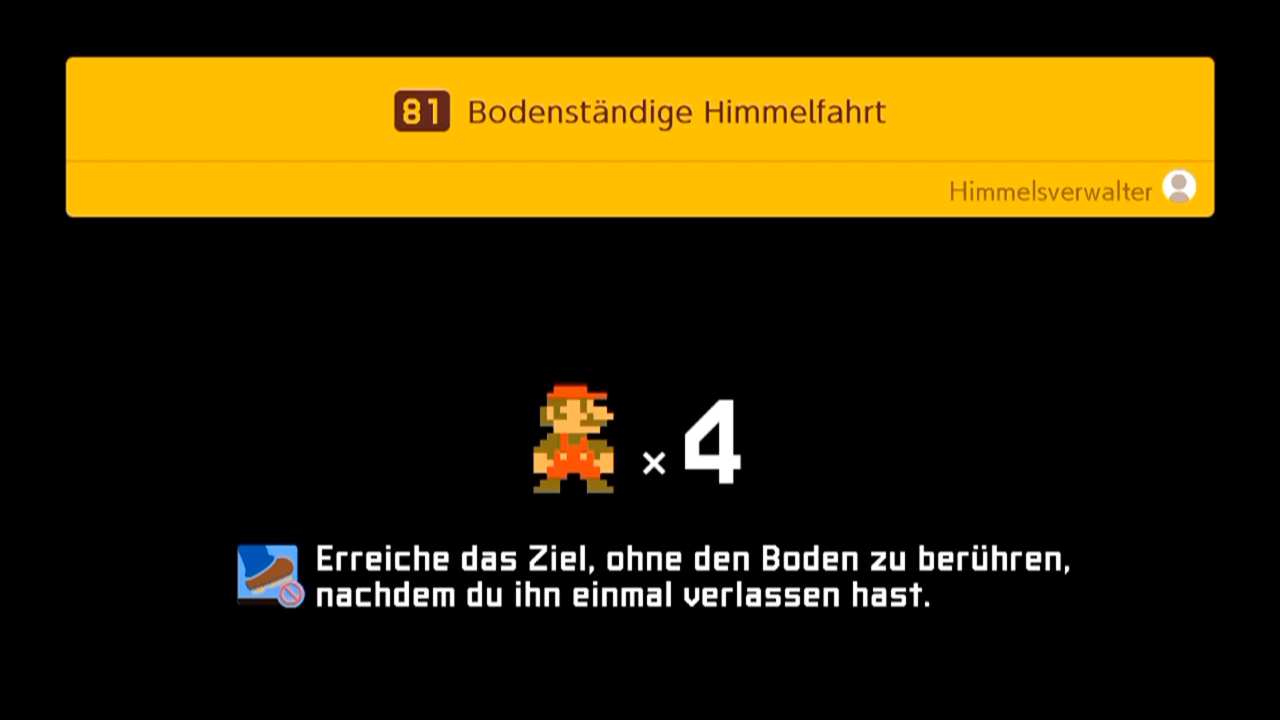 81 Bodenständige Himmelfahrt
Himmelsverwalter
× 4
Erreiche das Ziel, ohne den Boden zu berühren,
nachdem du ihn einmal verlassen hast.